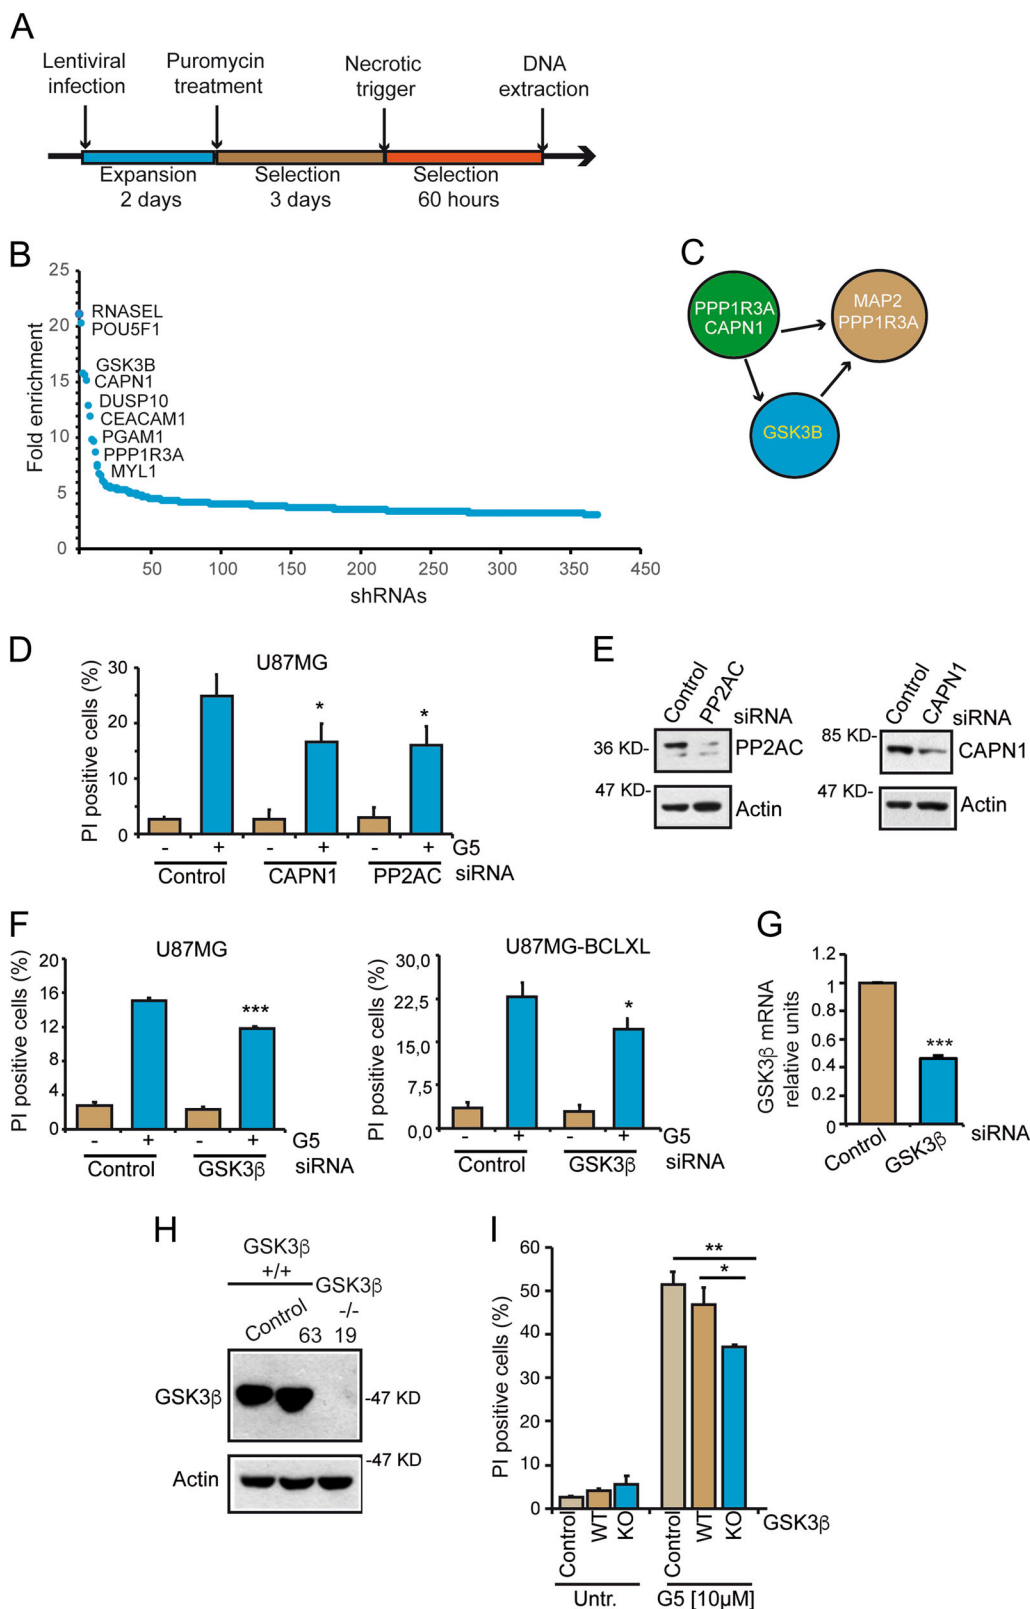 A
Lentiviral infection
Puromycin treatment
Necrotic trigger
DNA extraction
Expansion 2 days
Selection 3 days
Selection 60 hours
B
Fold enrichment
25
20
15
10
5
0
RNASEL
POU5F1
GSK3B
CAPN1
DUSP10
CEACAM1
PGAM1
PPP1R3A
MYL1
50 100 150 200 250 300 350 400 450
shRNAs
C
PPP1R3A
CAPN1
MAP2
PPP1R3A
GSK3B
D
U87MG
PI positive cells (%)
30
20
10
0
- + - + - + G5
Control CAPN1 PP2AC siRNA
E
Control PP2AC siRNA
36 KD- PP2AC
47 KD- Actin
Control CAPN1 siRNA
85 KD- CAPN1
47 KD- Actin
F
U87MG
PI positive cells (%)
20
16
12
8
4
0
***
- + - + G5
Control GSK3β siRNA
U87MG-BCLXL
PI positive cells (%)
30,0
22,5
15,0
7,5
0,0
*
- + - + G5
Control GSK3β siRNA
G
GSK3β mRNA
relative units
1.2
1
0.8
0.6
0.4
0.2
0
***
Control GSK3β siRNA
H
GSK3β
+/+
GSK3β
-/-
Control 63 19
GSK3β -47 KD
-47 KD
Actin
I
PI positive cells (%)
60
50
40
30
20
10
0
**
*
Control WT KO Control WT KO GSK3β
Untr. G5 [10μM]